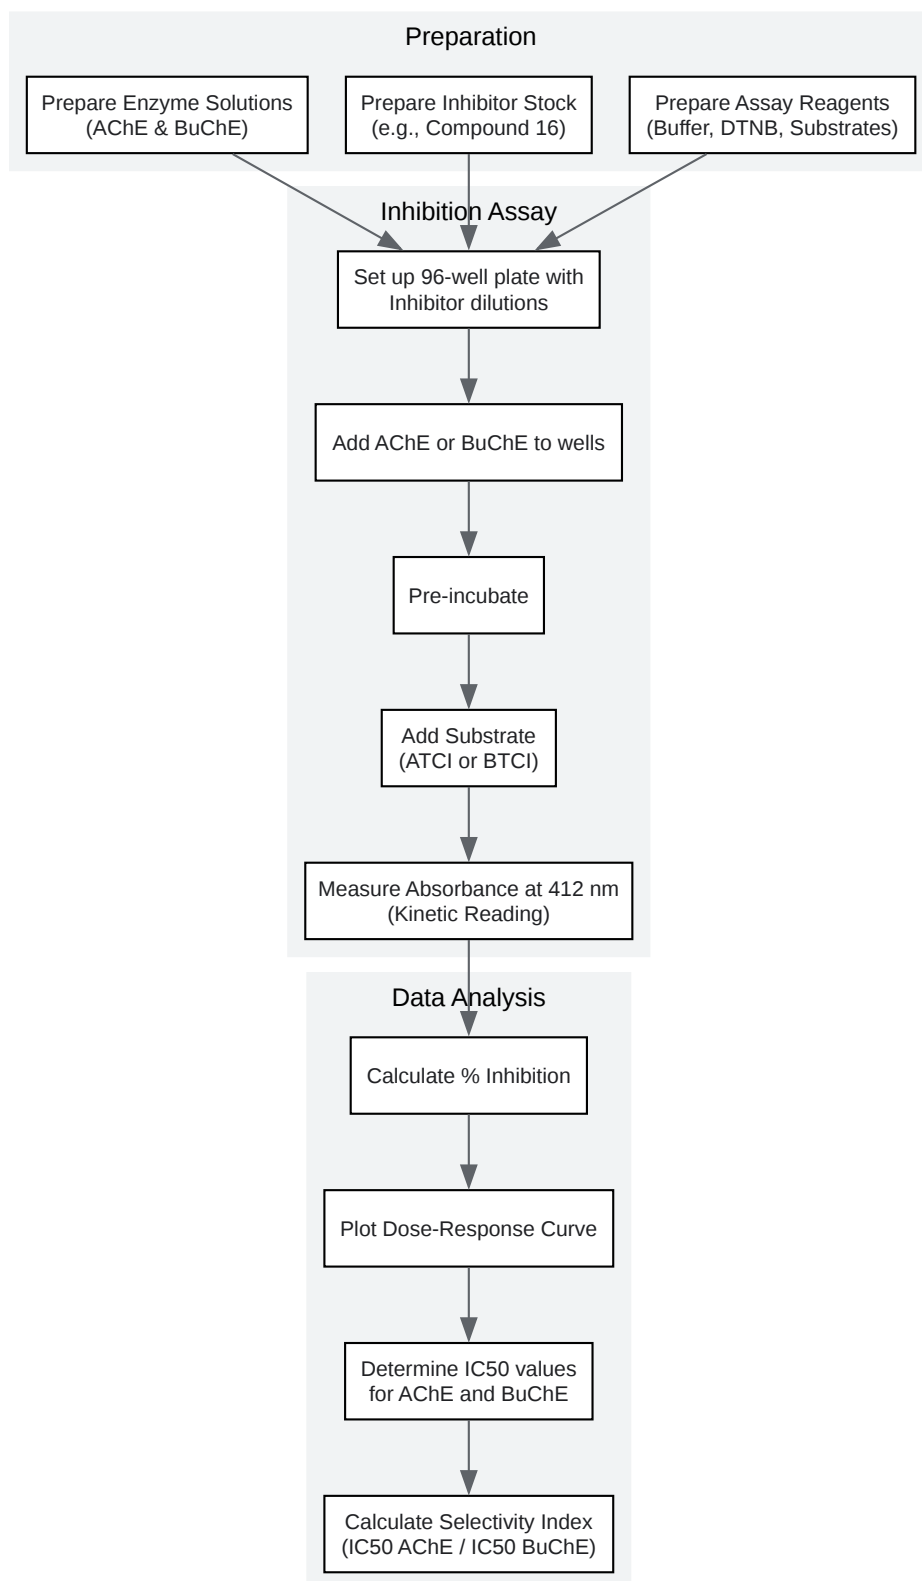 Preparation
Prepare Enzyme Solutions
(AChE & BuChE)
Prepare Inhibitor Stock
(e.g., Compound 16)
Prepare Assay Reagents
(Buffer, DTNB, Substrates)
Inhibition Assay
Set up 96-well plate with
Inhibitor dilutions
Add AChE or BuChE to wells
Pre-incubate
Add Substrate
(ATCI or BTCI)
Measure Absorbance at 412 nm
(Kinetic Reading)
Data Analysis
Calculate % Inhibition
Plot Dose-Response Curve
Determine IC50 values
for AChE and BuChE
Calculate Selectivity Index
(IC50 AChE / IC50 BuChE)